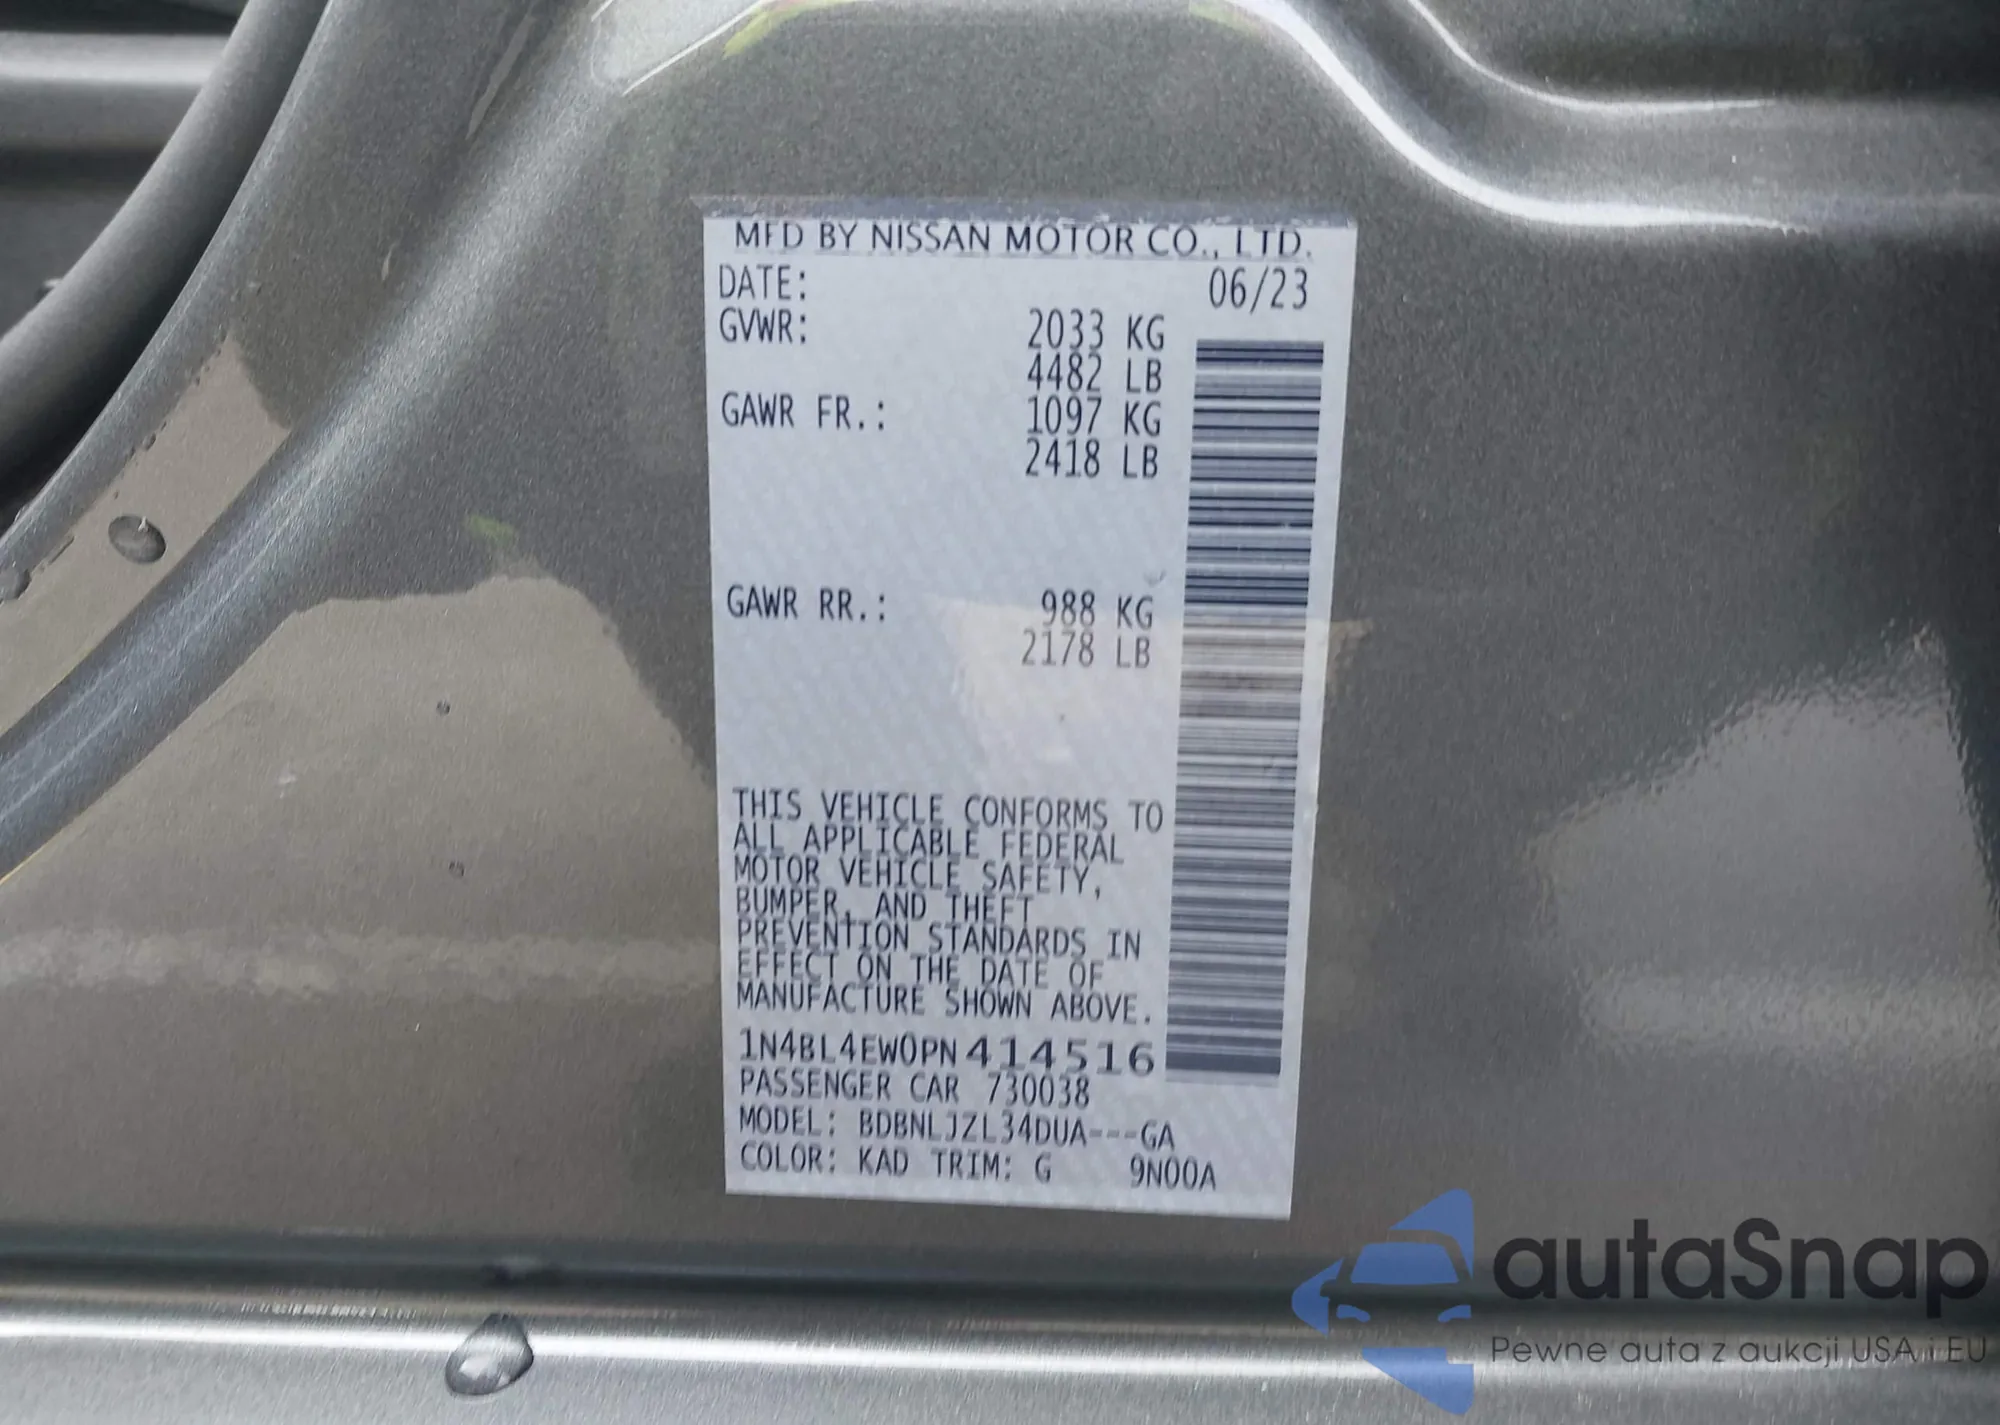 MFD BY NISSAN MOTOR CO., LTD.
DATE: 06/23
GVWR: 2033 KG
4482 LB
GAWR FR.: 1097 KG
2418 LB
GAWR RR.: 988 KG
2178 LB
THIS VEHICLE CONFORMS TO
ALL APPLICABLE FEDERAL
MOTOR VEHICLE SAFETY,
BUMPER, AND THEFT
PREVENTION STANDARDS IN
EFFECT ON THE DATE OF
MANUFACTURE SHOWN ABOVE.
1N4BL4EW0PN414516
PASSENGER CAR 730038
MODEL: BDBNLJZL34DUA---GA
COLOR: KAD TRIM: G 9N00A
autaSnap
Pewne auta z aukcji USA i EU